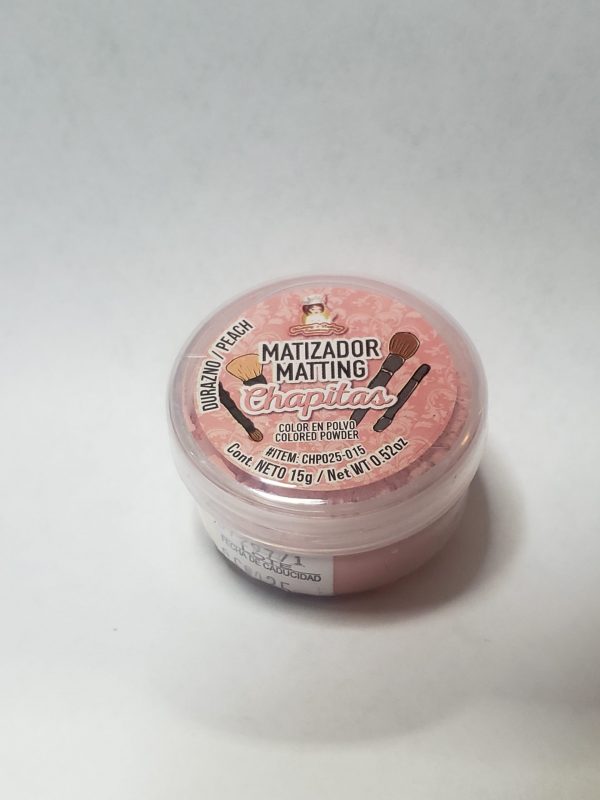 DURAZNO / PEACH
MATIZADOR
MATTING
Chapitas
COLOR EN POLVO
COLORED POWDER
#ITEM: CHP025-015
Cont. NETO 15g / Net WT 0.52oz
LOTE
FECHA DE CADUCIDAD